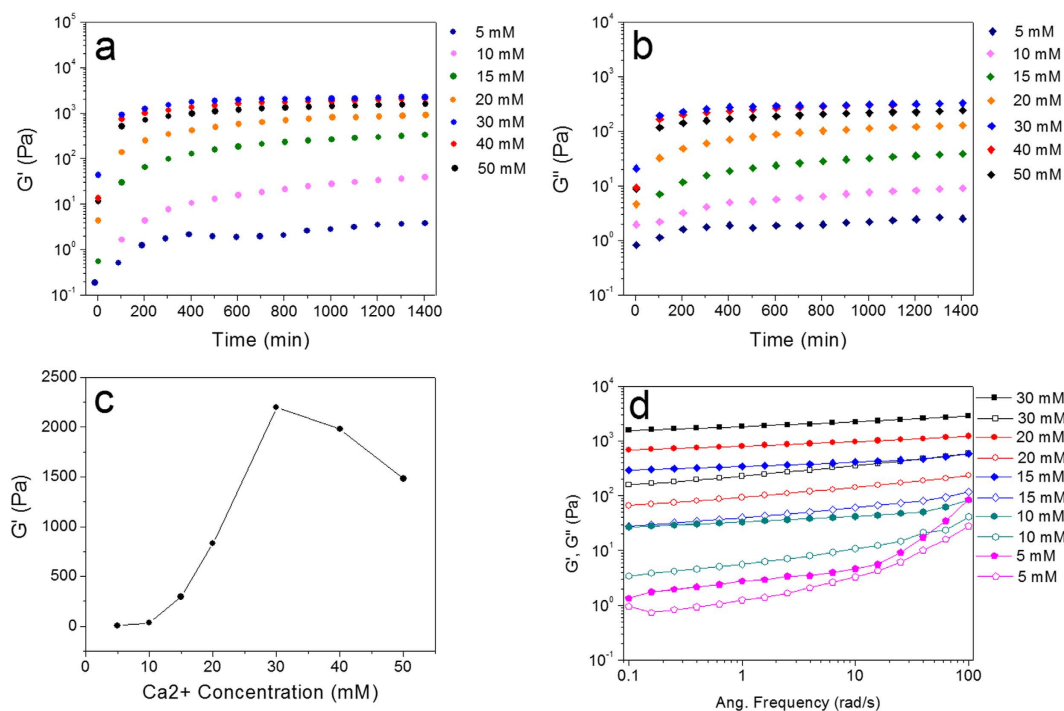 a
G' (Pa)
10^5
10^4
10^3
10^2
10^1
10^0
10^-1
0 200 400 600 800 1000 1200 1400
Time (min)
5 mM
10 mM
15 mM
20 mM
30 mM
40 mM
50 mM
b
G'' (Pa)
10^4
10^3
10^2
10^1
10^0
10^-1
0 200 400 600 800 1000 1200 1400
Time (min)
5 mM
10 mM
15 mM
20 mM
30 mM
40 mM
50 mM
c
G' (Pa)
2500
2000
1500
1000
500
0
0 10 20 30 40 50
Ca2+ Concentration (mM)
d
G', G'' (Pa)
10^4
10^3
10^2
10^1
10^0
10^-1
0.1 1 10 100
Ang. Frequency (rad/s)
30 mM
30 mM
20 mM
20 mM
15 mM
15 mM
10 mM
10 mM
5 mM
5 mM